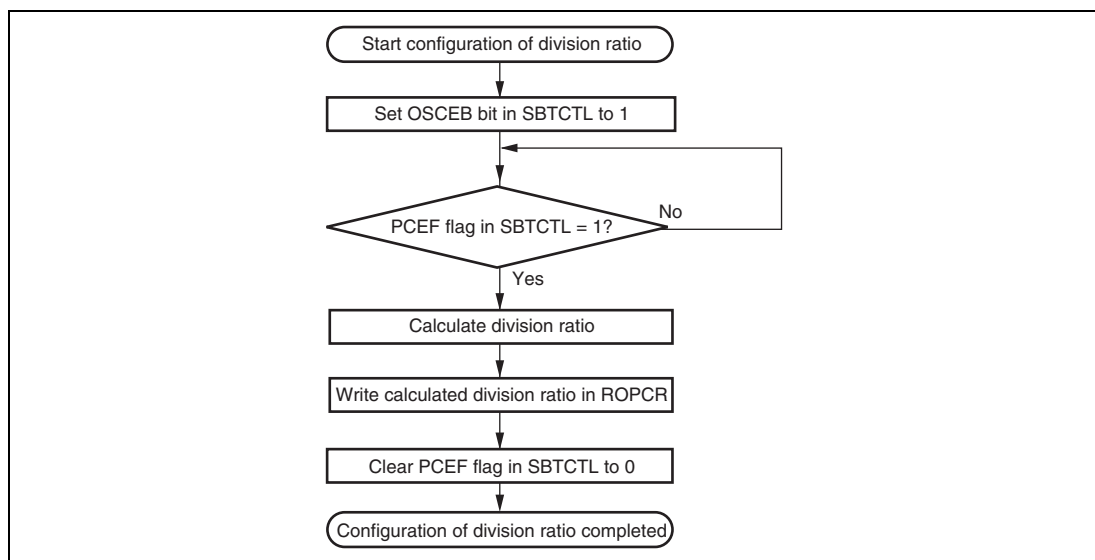 Start configuration of division ratio
Set OSCEB bit in SBTCTL to 1
PCEF flag in SBTCTL = 1?
No
Yes
Calculate division ratio
Write calculated division ratio in ROPCR
Clear PCEF flag in SBTCTL to 0
Configuration of division ratio completed